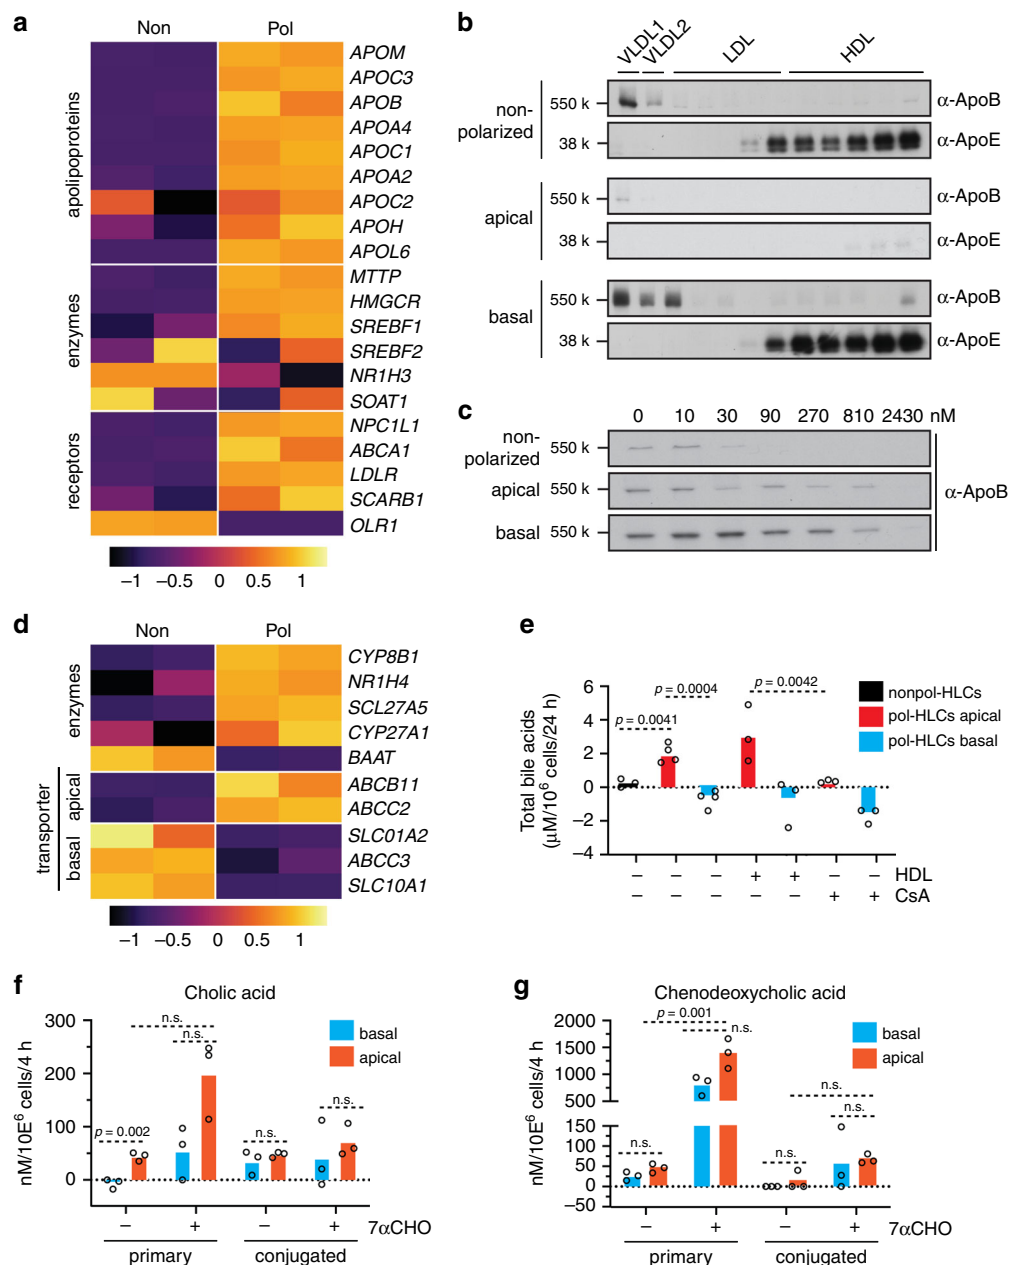 a
Non Pol
apolipoproteins
APOM
APOC3
APOB
APOA4
APOC1
APOA2
APOC2
APOH
APOL6
enzymes
MTTP
HMGCR
SREBF1
SREBF2
NR1H3
SOAT1
receptors
NPC1L1
ABCA1
LDLR
SCARB1
OLR1
−1 −0.5 0 0.5 1
b
VLDL1 VLDL2 LDL HDL
non-polarized
550 k α-ApoB
38 k α-ApoE
apical
550 k α-ApoB
38 k α-ApoE
basal
550 k α-ApoB
38 k α-ApoE
c
0 10 30 90 270 810 2430 nM
non-polarized 550 k
apical 550 k
basal 550 k
α-ApoB
d
Non Pol
enzymes
CYP8B1
NR1H4
SCL27A5
CYP27A1
BAAT
transporter
apical
ABCB11
ABCC2
basal
SLC01A2
ABCC3
SLC10A1
−1 −0.5 0 0.5 1
e
Total bile acids
(µM/10⁶ cells/24 h)
6
4
2
0
−2
−4
p = 0.0041
p = 0.0004
p = 0.0042
nonpol-HLCs
pol-HLCs apical
pol-HLCs basal
− − − + + − − HDL
− − − − − + + CsA
f
Cholic acid
nM/10E⁶ cells/4 h
300
200
100
0
n.s.
n.s.
p = 0.002
n.s.
n.s.
basal
apical
− + − + 7αCHO
primary conjugated
g
Chenodeoxycholic acid
nM/10E⁶ cells/4 h
2000
1500
1000
500
150
100
50
0
−50
p = 0.001
n.s.
n.s.
n.s.
n.s.
n.s.
basal
apical
− + − + 7αCHO
primary conjugated